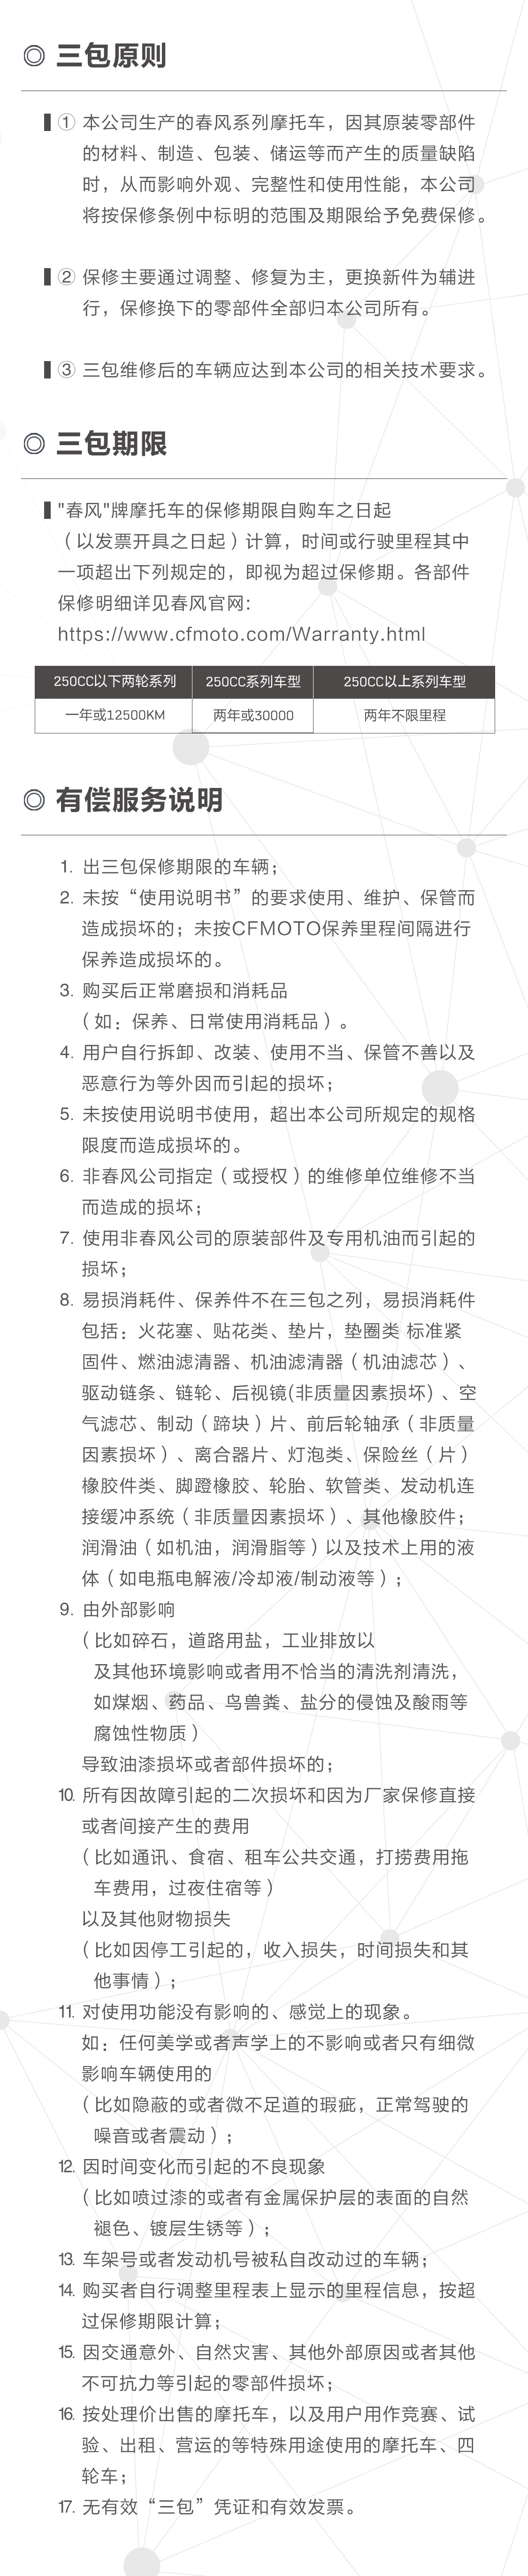 ◎ 三包原则
① 本公司生产的春风系列摩托车，因其原装零部件
的材料、制造、包装、储运等而产生的质量缺陷
时，从而影响外观、完整性和使用性能，本公司
将按保修条例中标明的范围及期限给予免费保修。
② 保修主要通过调整、修复为主，更换新件为辅进
行，保修换下的零部件全部归本公司所有。
③ 三包维修后的车辆应达到本公司的相关技术要求。
◎ 三包期限
"春风"牌摩托车的保修期限自购车之日起
（以发票开具之日起）计算，时间或行驶里程其中
一项超出下列规定的，即视为超过保修期。各部件
保修明细详见春风官网：
https://www.cfmoto.com/Warranty.html
250CC以下两轮系列 250CC系列车型 250CC以上系列车型
一年或12500KM 两年或30000 两年不限里程
◎ 有偿服务说明
1. 出三包保修期限的车辆；
2. 未按“使用说明书”的要求使用、维护、保管而
造成损坏的；未按CFMOTO保养里程间隔进行
保养造成损坏的。
3. 购买后正常磨损和消耗品
（如：保养、日常使用消耗品）。
4. 用户自行拆卸、改装、使用不当、保管不善以及
恶意行为等外因而引起的损坏；
5. 未按使用说明书使用，超出本公司所规定的规格
限度而造成损坏的。
6. 非春风公司指定（或授权）的维修单位维修不当
而造成的损坏；
7. 使用非春风公司的原装部件及专用机油而引起的
损坏；
8. 易损消耗件、保养件不在三包之列，易损消耗件
包括：火花塞、贴花类、垫片，垫圈类 标准紧
固件、燃油滤清器、机油滤清器（机油滤芯）、
驱动链条、链轮、后视镜(非质量因素损坏）、空
气滤芯、制动（蹄块）片、前后轮轴承（非质量
因素损坏）、离合器片、灯泡类、保险丝（片）
橡胶件类、脚蹬橡胶、轮胎、软管类、发动机连
接缓冲系统（非质量因素损坏）、其他橡胶件；
润滑油（如机油，润滑脂等）以及技术上用的液
体（如电瓶电解液/冷却液/制动液等）；
9. 由外部影响
（比如碎石，道路用盐，工业排放以
及其他环境影响或者用不恰当的清洗剂清洗，
如煤烟、药品、鸟兽粪、盐分的侵蚀及酸雨等
腐蚀性物质）
导致油漆损坏或者部件损坏的；
10. 所有因故障引起的二次损坏和因为厂家保修直接
或者间接产生的费用
（比如通讯、食宿、租车公共交通，打捞费用拖
车费用，过夜住宿等）
以及其他财物损失
（比如因停工引起的，收入损失，时间损失和其
他事情）；
11. 对使用功能没有影响的、感觉上的现象。
如：任何美学或者声学上的不影响或者只有细微
影响车辆使用的
（比如隐蔽的或者微不足道的瑕疵，正常驾驶的
噪音或者震动）；
12. 因时间变化而引起的不良现象
（比如喷过漆的或者有金属保护层的表面的自然
褪色、镀层生锈等）；
13. 车架号或者发动机号被私自改动过的车辆；
14. 购买者自行调整里程表上显示的里程信息，按超
过保修期限计算；
15. 因交通意外、自然灾害、其他外部原因或者其他
不可抗力等引起的零部件损坏；
16. 按处理价出售的摩托车，以及用户用作竞赛、试
验、出租、营运的等特殊用途使用的摩托车、四
轮车；
17. 无有效“三包”凭证和有效发票。